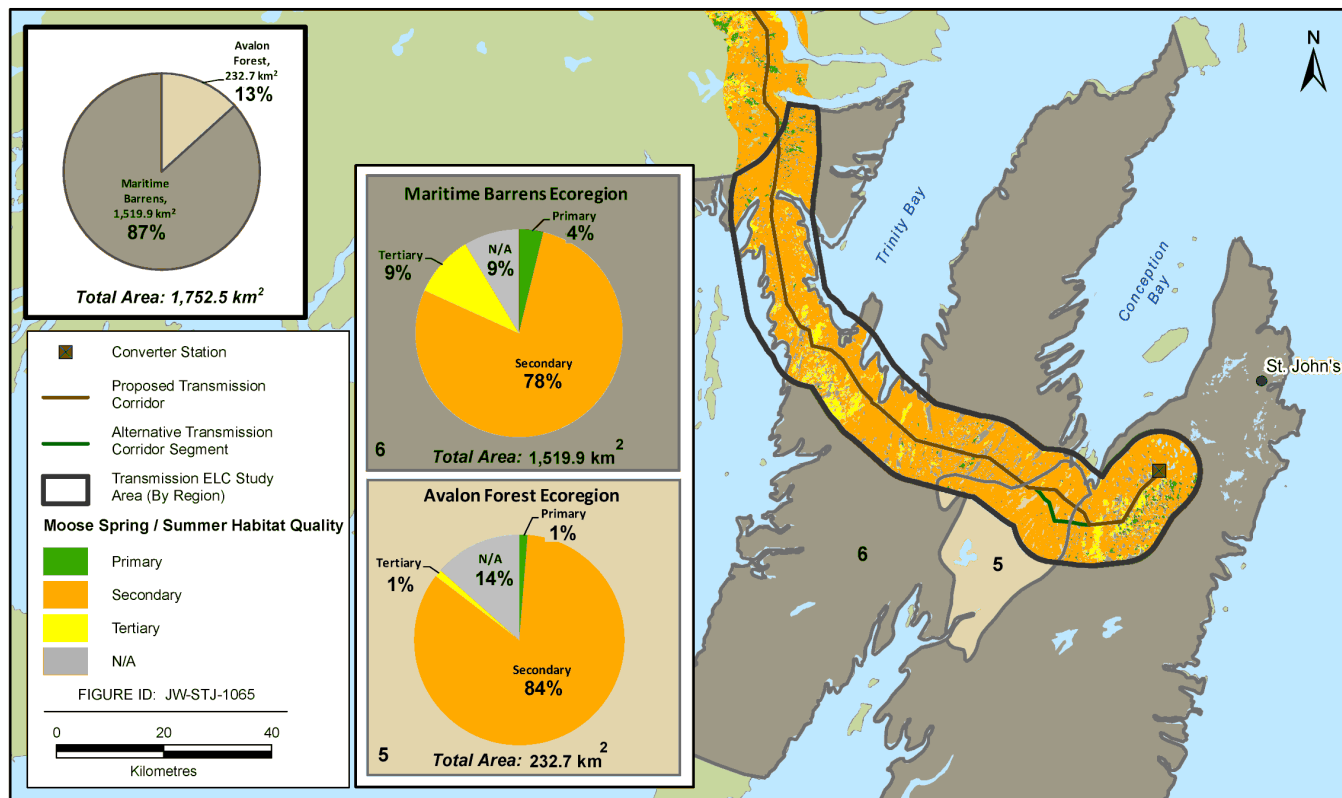 Avalon
Forest,
232.7 km²
13%
Maritime
Barrens,
1,519.9 km²
87%
Total Area: 1,752.5 km²
Converter Station
Proposed Transmission
Corridor
Alternative Transmission
Corridor Segment
Transmission ELC Study
Area (By Region)
Moose Spring / Summer Habitat Quality
Primary
Secondary
Tertiary
N/A
FIGURE ID: JW-STJ-1065
0 20 40
Kilometres
Maritime Barrens Ecoregion
Primary
4%
N/A
9%
Tertiary
9%
Secondary
78%
6
Total Area: 1,519.9 km²
Avalon Forest Ecoregion
Primary
1%
N/A
14%
Tertiary
1%
Secondary
84%
5
Total Area: 232.7 km²
N
Trinity Bay
Conception
Bay
St. John's
6
5